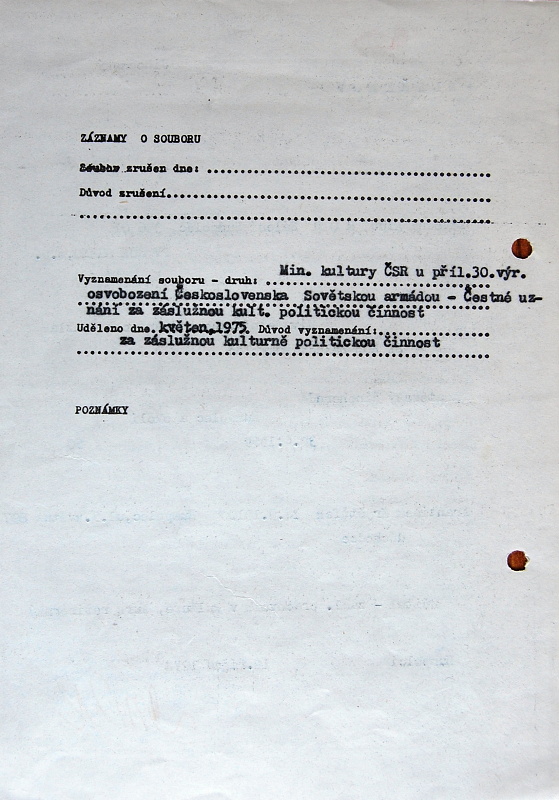 ZÁZNAMY O SOUBORU
Soubor zrušen dne: ..........................................
Důvod zrušení................................................
.............................................................
Min. kultury ČSR u příl.30.výr.
Vyznamenání souboru - druh: .................................
osvobození Československa Sovětskou armádou - Čestné uz-
nání za záslužnou kult. politickou činnost
Uděleno dne. květen.1975. Důvod vyznamenání:..................
za záslužnou kulturně politickou činnost
.............................................................
POZNÁMKY